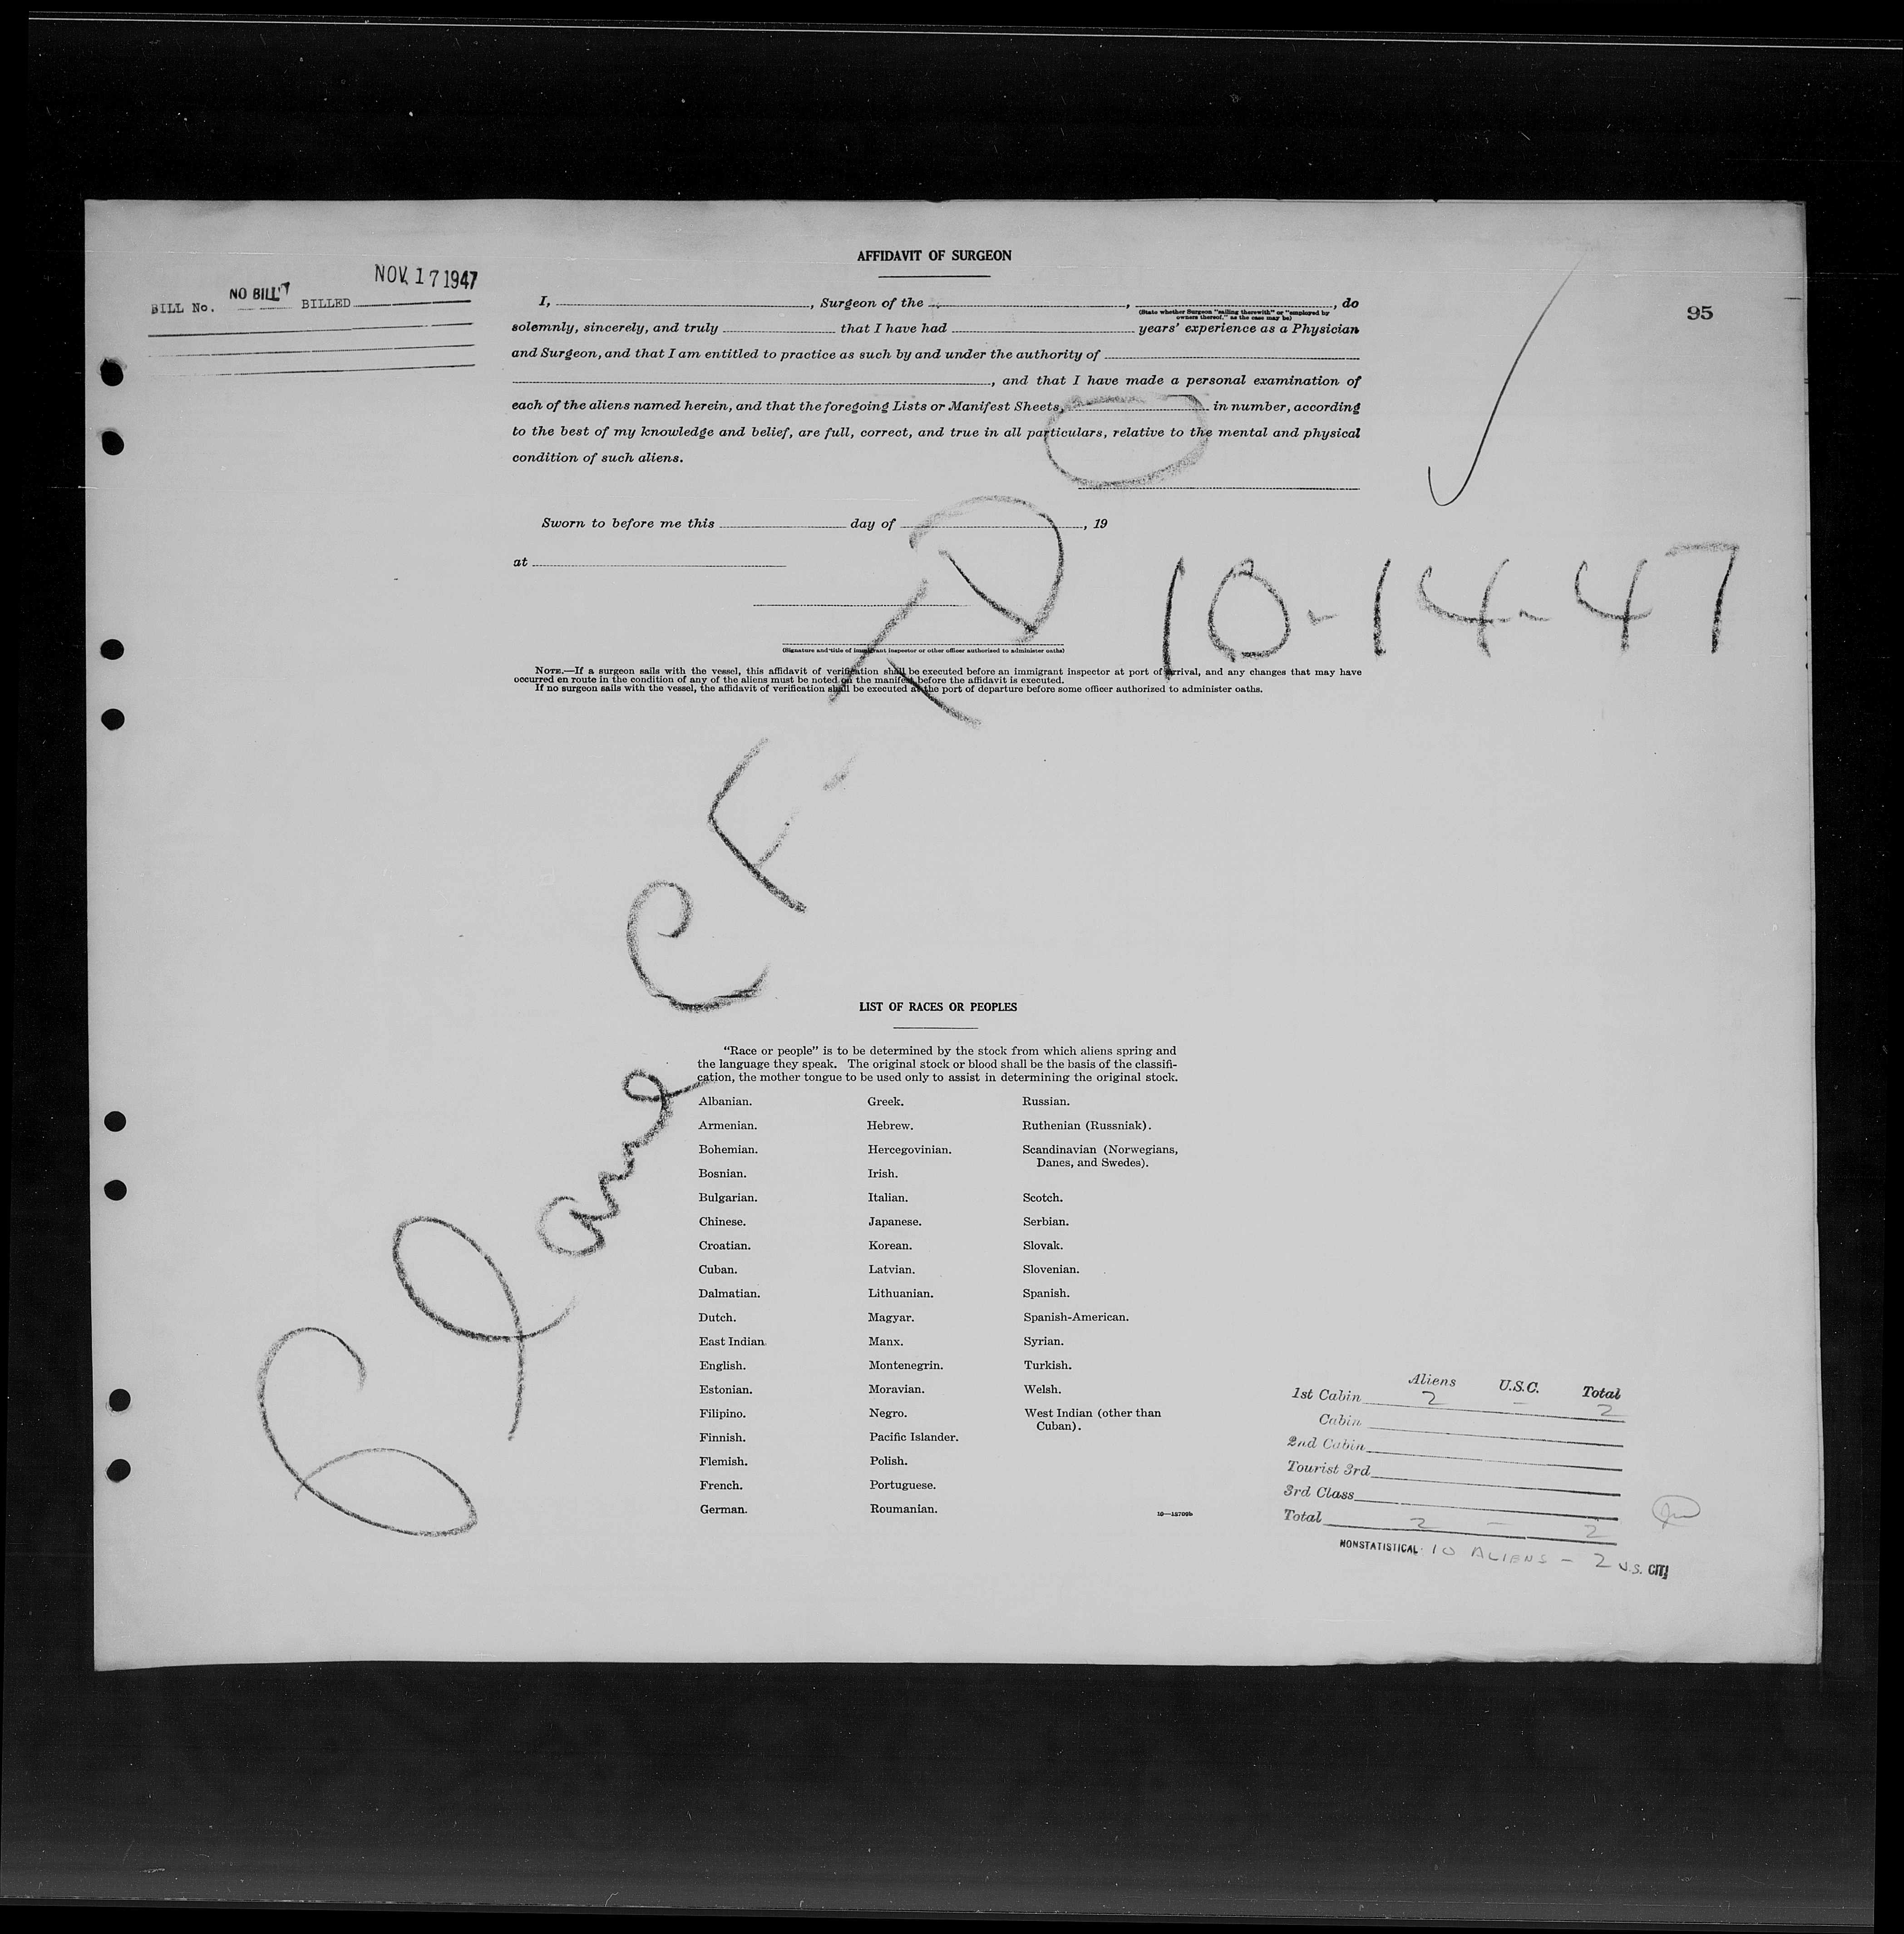 AFFIDAVIT OF SURGEON
NOV. 17 1947
BILL No. NO BILL BILLED
95
I, , Surgeon of the , , do
(State whether Surgeon "sailing therewith" or "employed by
owners thereof," as the case may be)
solemnly, sincerely, and truly that I have had years' experience as a Physician
and Surgeon, and that I am entitled to practice as such by and under the authority of
, and that I have made a personal examination of
each of the aliens named herein, and that the foregoing Lists or Manifest Sheets, in number, according
to the best of my knowledge and belief, are full, correct, and true in all particulars, relative to the mental and physical
condition of such aliens.
Sworn to before me this day of , 19
at
(Signature and title of immigrant inspector or other officer authorized to administer oaths)
10-14-47
NOTE.—If a surgeon sails with the vessel, this affidavit of verification shall be executed before an immigrant inspector at port of arrival, and any changes that may have
occurred en route in the condition of any of the aliens must be noted on the manifest before the affidavit is executed.
If no surgeon sails with the vessel, the affidavit of verification shall be executed at the port of departure before some officer authorized to administer oaths.
Plane CF-
LIST OF RACES OR PEOPLES
"Race or people" is to be determined by the stock from which aliens spring and
the language they speak. The original stock or blood shall be the basis of the classifi-
cation, the mother tongue to be used only to assist in determining the original stock.
Albanian.
Armenian.
Bohemian.
Bosnian.
Bulgarian.
Chinese.
Croatian.
Cuban.
Dalmatian.
Dutch.
East Indian.
English.
Estonian.
Filipino.
Finnish.
Flemish.
French.
German.
Greek.
Hebrew.
Hercegovinian.
Irish.
Italian.
Japanese.
Korean.
Latvian.
Lithuanian.
Magyar.
Manx.
Montenegrin.
Moravian.
Negro.
Pacific Islander.
Polish.
Portuguese.
Roumanian.
Russian.
Ruthenian (Russniak).
Scandinavian (Norwegians,
Danes, and Swedes).
Scotch.
Serbian.
Slovak.
Slovenian.
Spanish.
Spanish-American.
Syrian.
Turkish.
Welsh.
West Indian (other than
Cuban).
Aliens U.S.C. Total
1st Cabin 2 - 2
Cabin
2nd Cabin
Tourist 3rd
3rd Class
Total 2 - 2
NONSTATISTICAL 10 ALIENS - 2 U.S. CIT